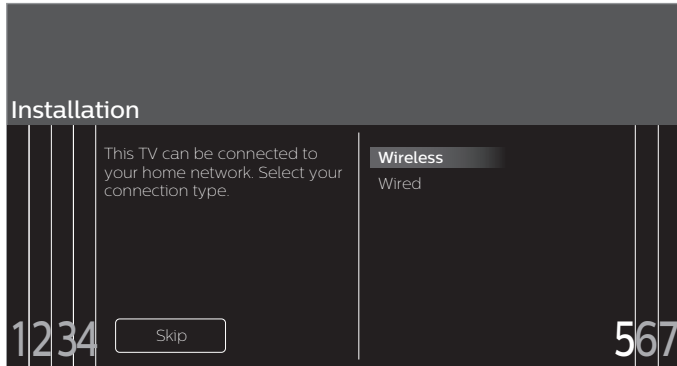 Installation
This TV can be connected to
your home network. Select your
connection type.
Wireless
Wired
Skip
1234
567